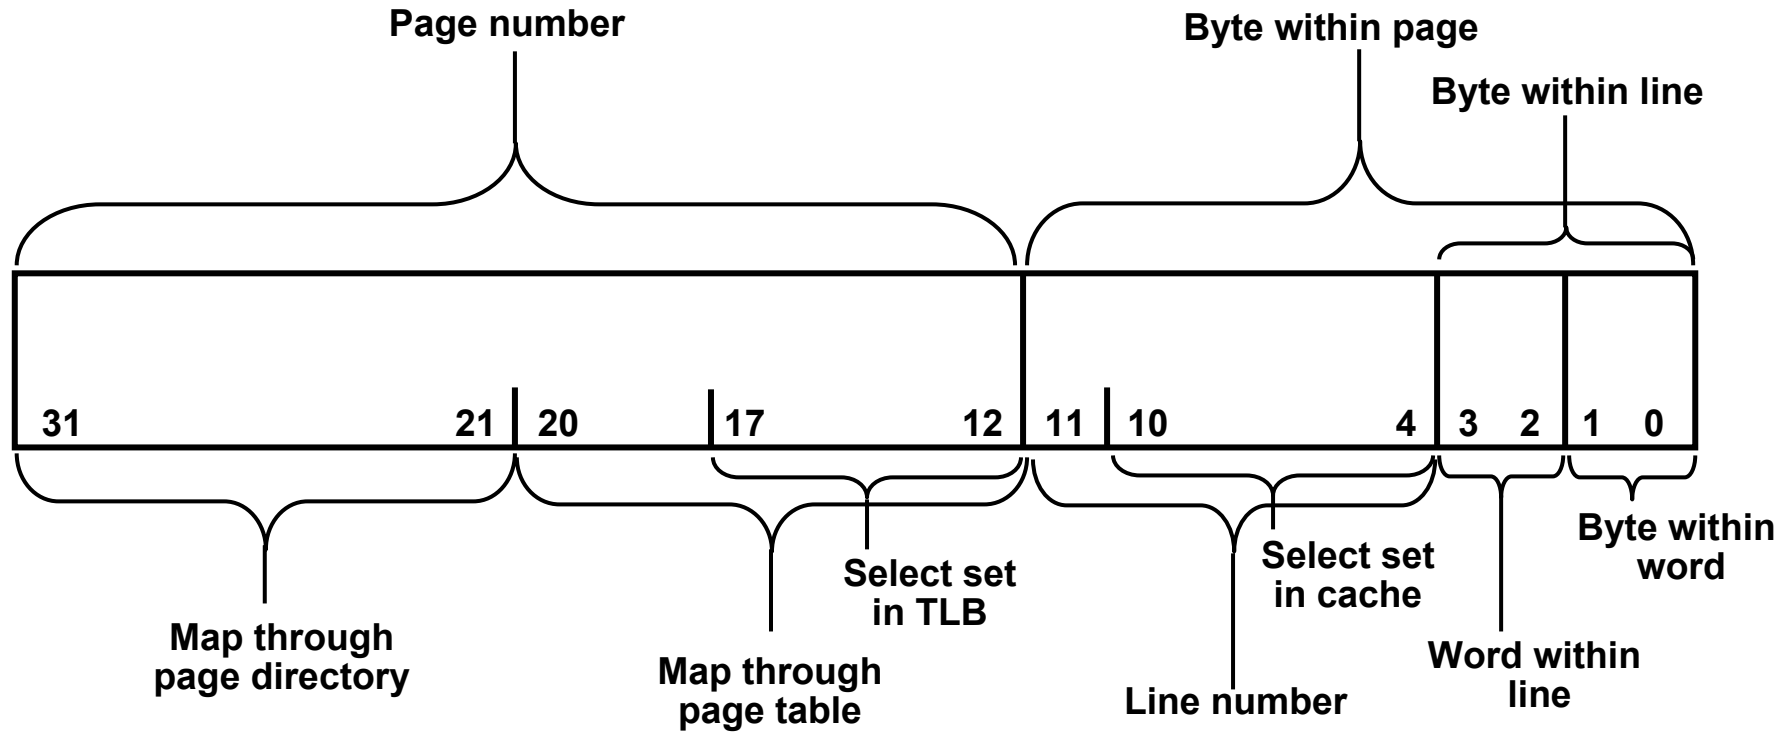 Page number
Byte within page
Byte within line
31 21 20 17 12 11 10 4 3 2 1 0
Map through
page directory
Map through
page table
Select set
in TLB
Line number
Select set
in cache
Word within
line
Byte within
word